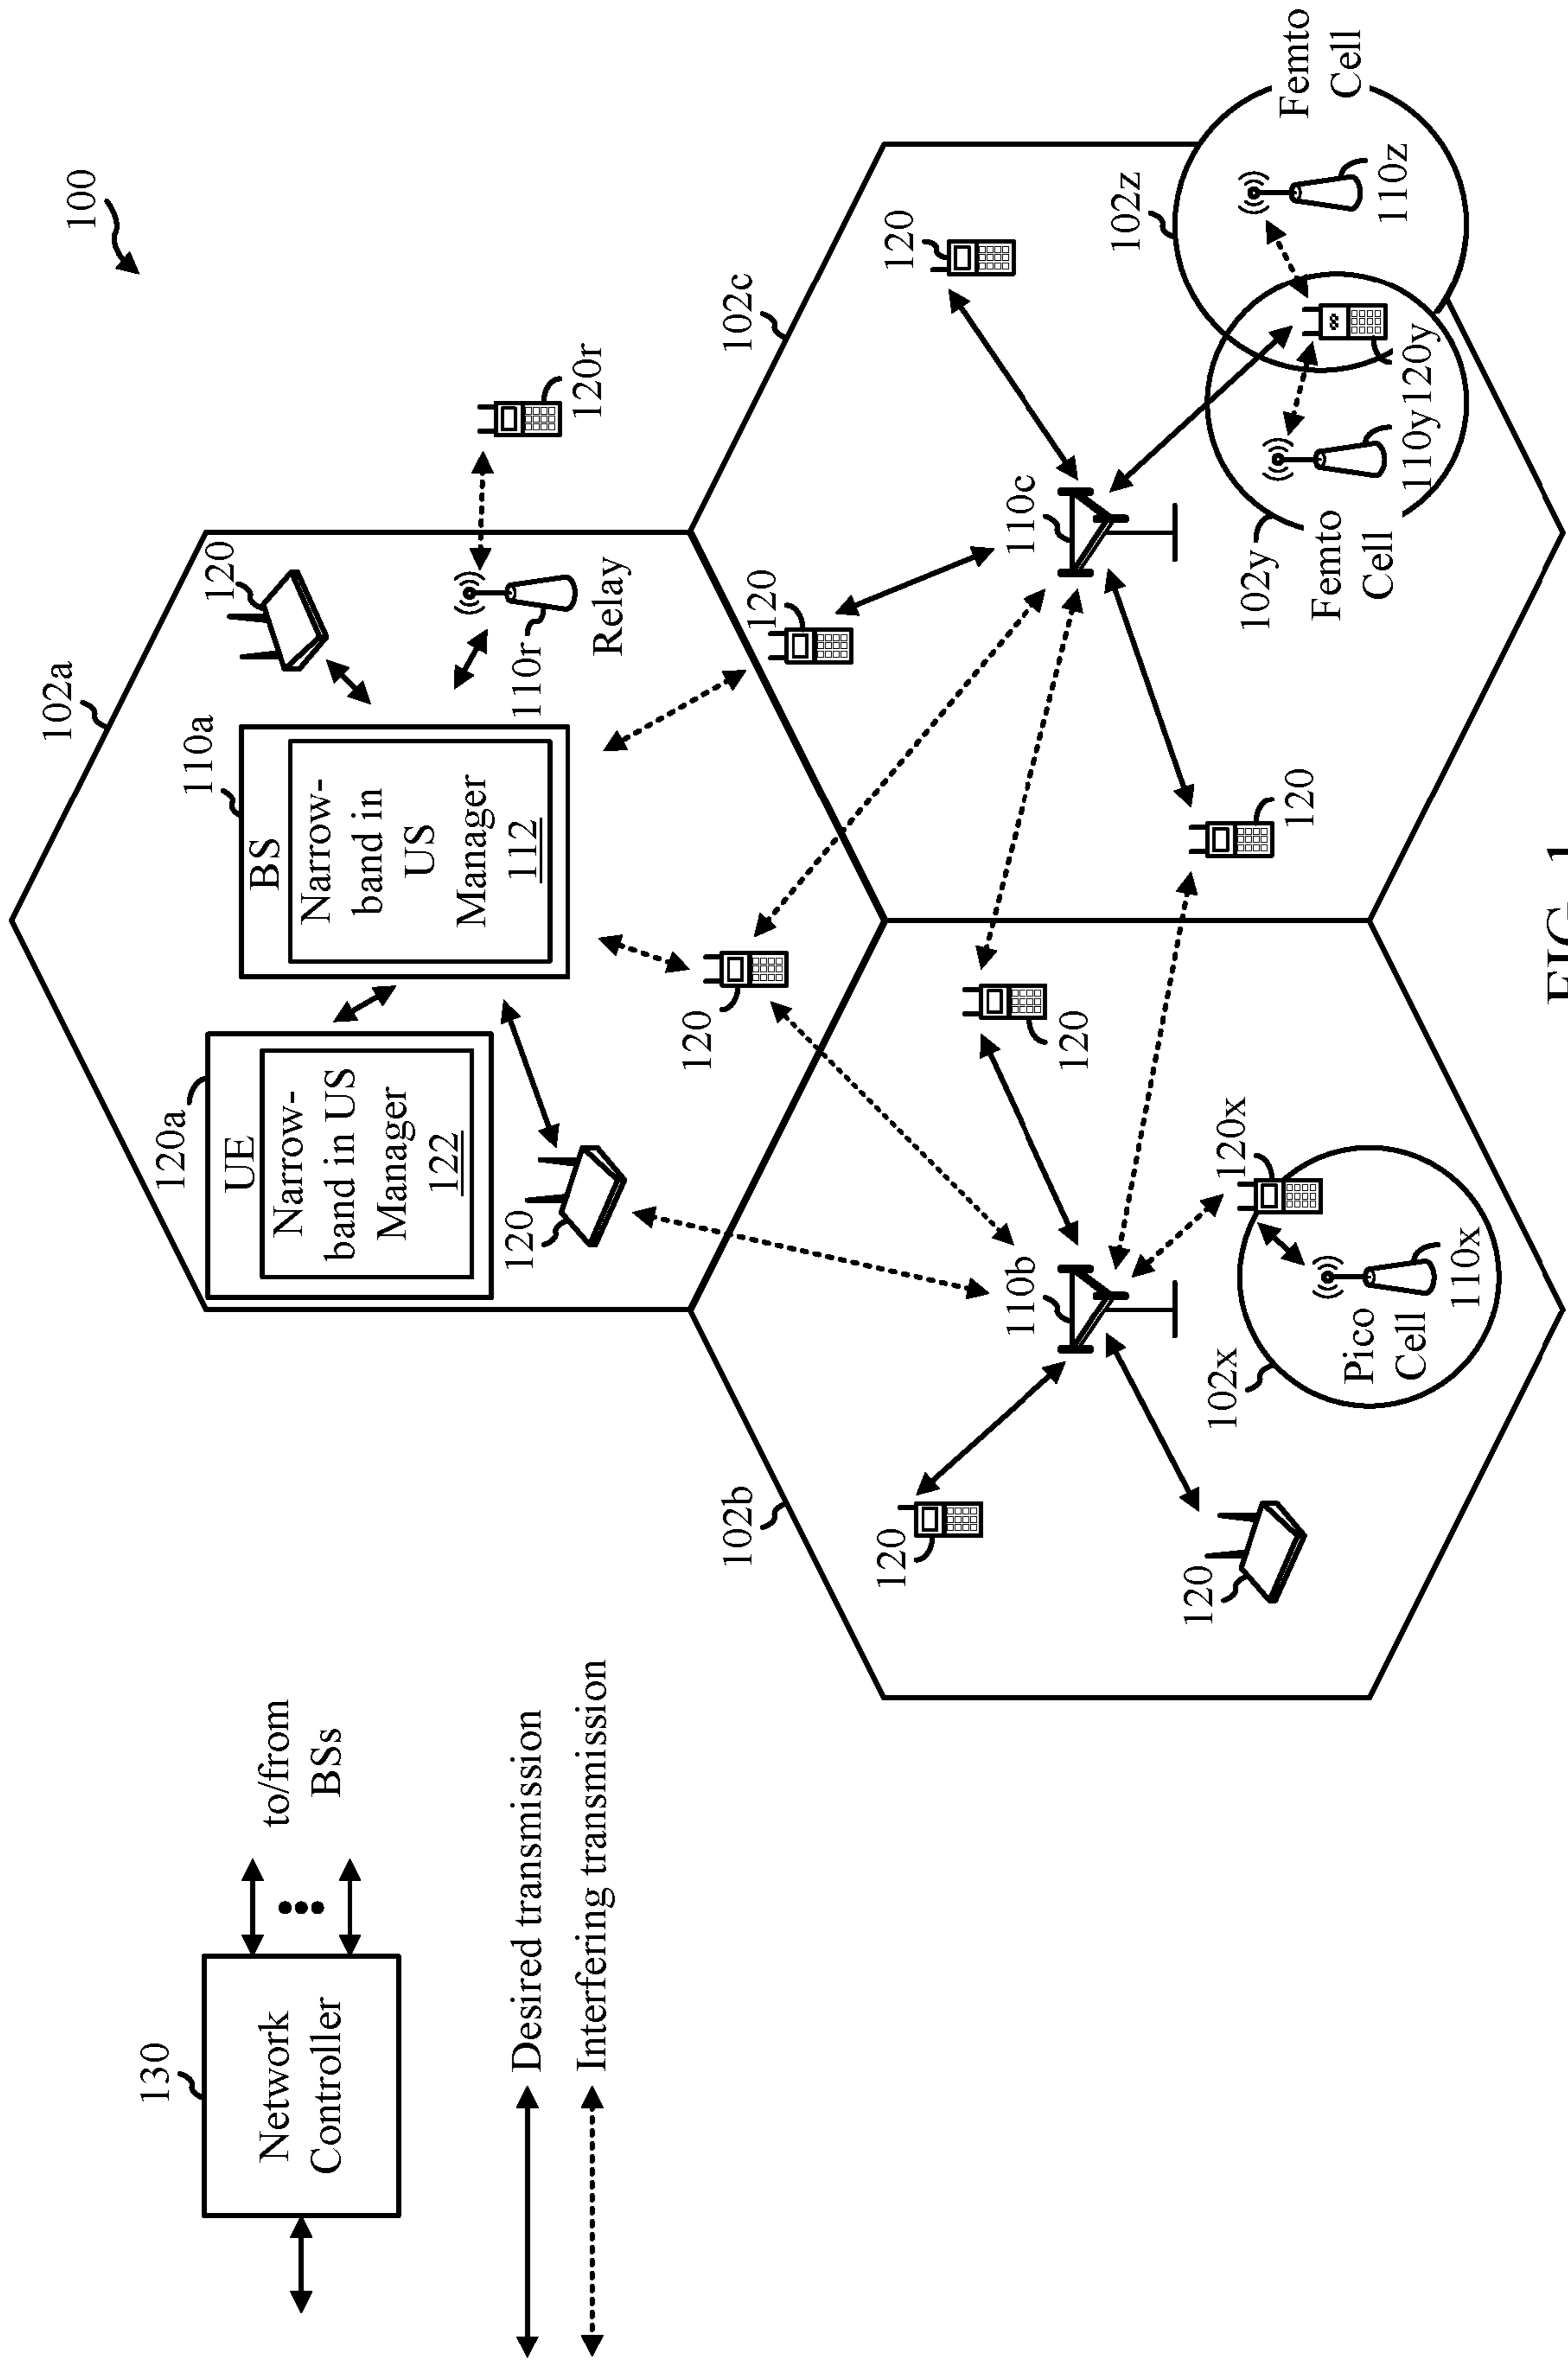 100
130
Network
Controller
to/from
BSs
Desired transmission
Interfering transmission
102a
120a
UE
Narrow-
band in US
Manager
122
110a
BS
Narrow-
band in
US
Manager
112
120
120
120
110r
Relay
120r
102b
120
120
110b
120
102x
Pico
Cell
110x
120x
102c
120
120
110c
120
102y
Femto
Cell
110y
120y
102z
110z
Femto
Cell
FIG. 1